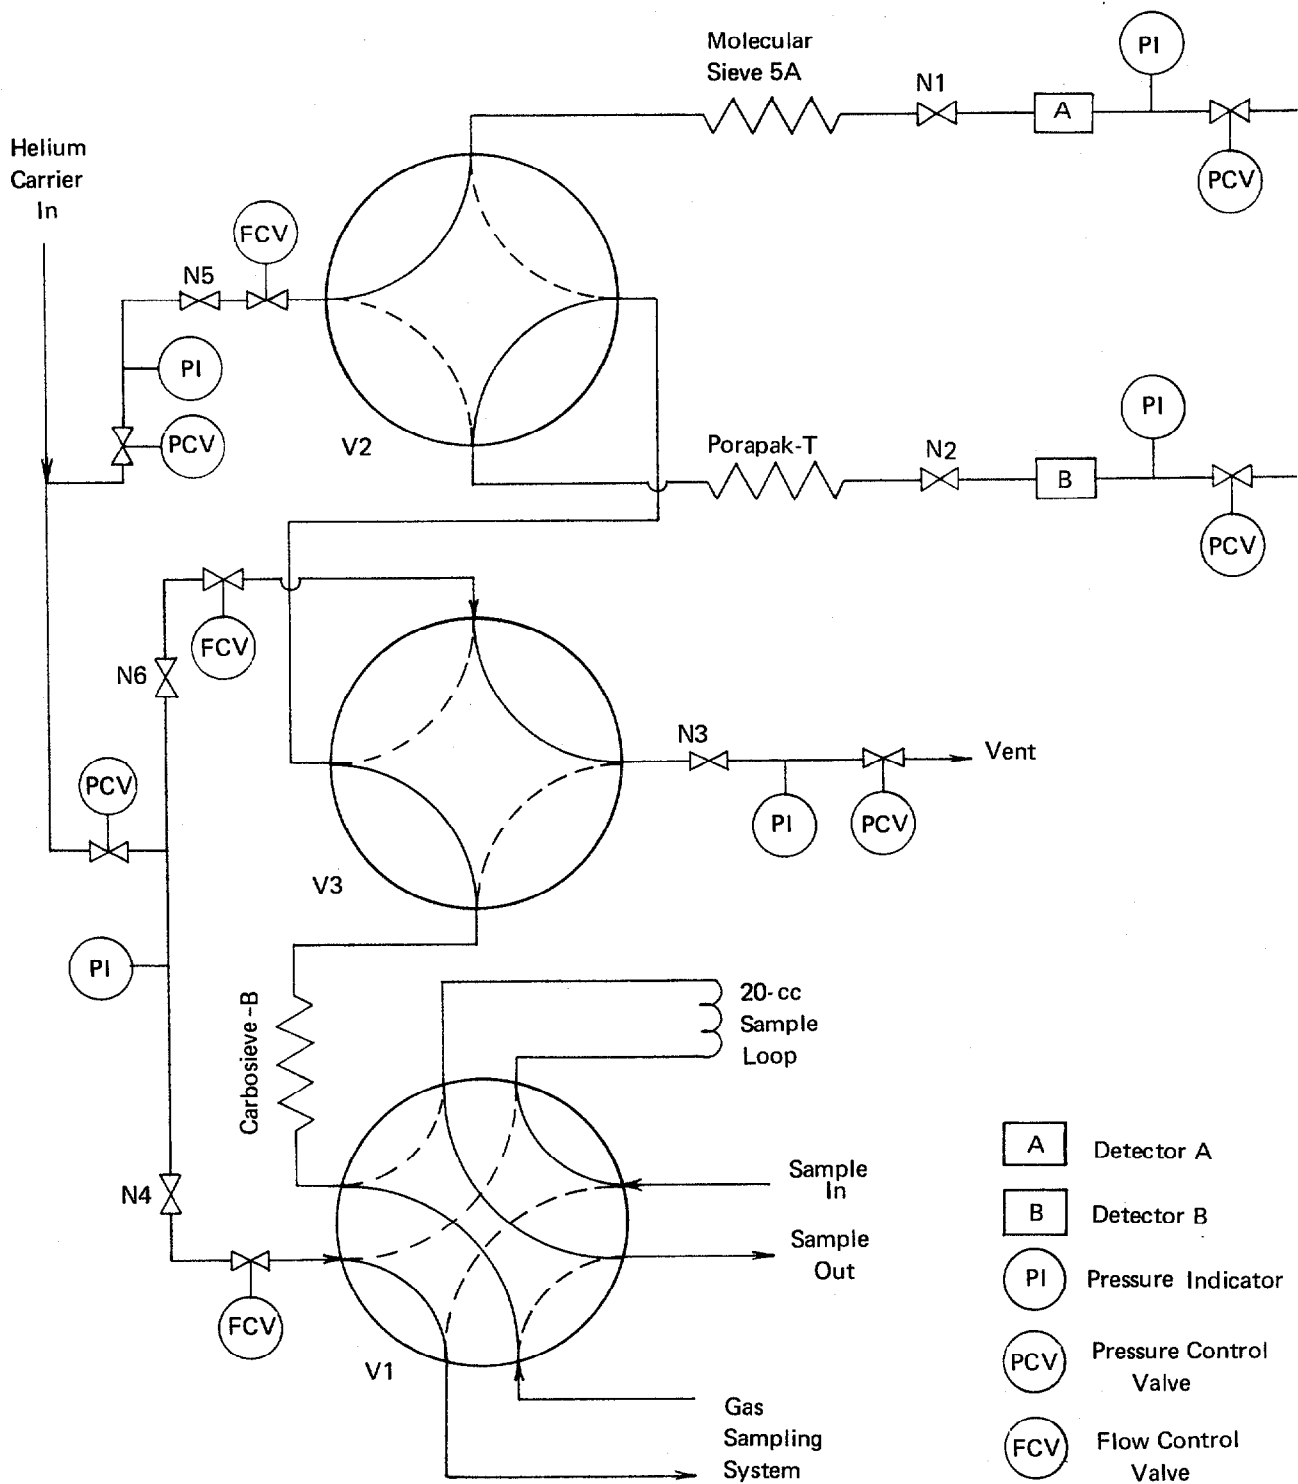 Molecular
Sieve 5A
N1
A
PI
PCV
Helium
Carrier
In
FCV
N5
PI
PCV
V2
Porapak-T
N2
B
PI
PCV
FCV
N6
N3
Vent
PI
PCV
PCV
V3
PI
Carbosieve-B
20-cc
Sample
Loop
N4
FCV
V1
Sample
In
Sample
Out
Gas
Sampling
System
A Detector A
B Detector B
PI Pressure Indicator
PCV Pressure Control
Valve
FCV Flow Control
Valve